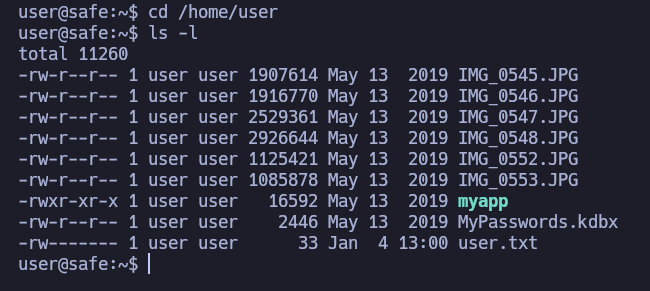 user@safe:~$ cd /home/user
user@safe:~$ ls -l
total 11260
-rw-r--r-- 1 user user 1907614 May 13  2019 IMG_0545.JPG
-rw-r--r-- 1 user user 1916770 May 13  2019 IMG_0546.JPG
-rw-r--r-- 1 user user 2529361 May 13  2019 IMG_0547.JPG
-rw-r--r-- 1 user user 2926644 May 13  2019 IMG_0548.JPG
-rw-r--r-- 1 user user 1125421 May 13  2019 IMG_0552.JPG
-rw-r--r-- 1 user user 1085878 May 13  2019 IMG_0553.JPG
-rwxr-xr-x 1 user user   16592 May 13  2019 myapp
-rw-r--r-- 1 user user    2446 May 13  2019 MyPasswords.kdbx
-rw------- 1 user user      33 Jan  4 13:00 user.txt
user@safe:~$